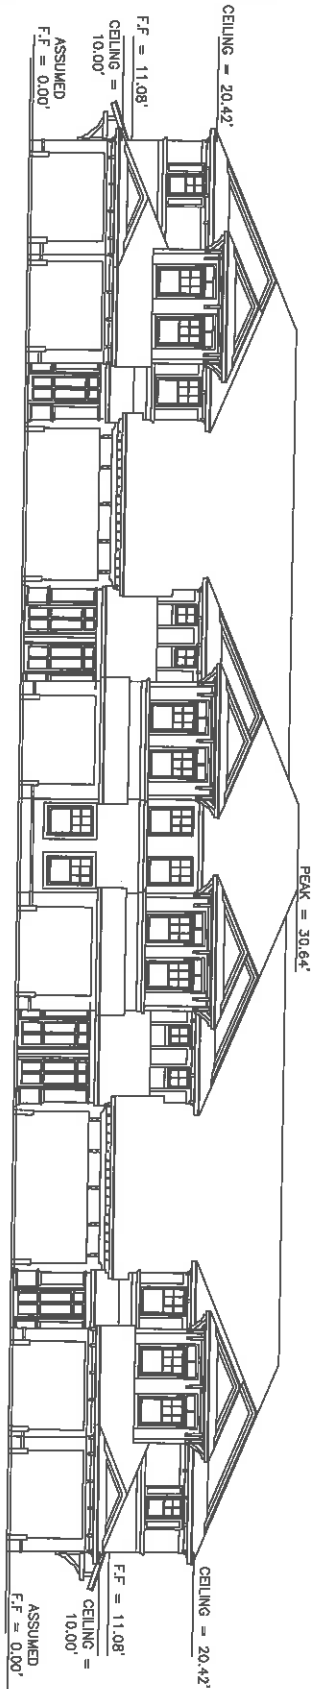 CEILING = 20.42'
F.F = 11.08'
CEILING =
10.00'
ASSUMED
F.F = 0.00'
PEAK = 30.64'
CEILING = 20.42'
F.F = 11.08'
CEILING =
10.00'
ASSUMED
F.F = 0.00'